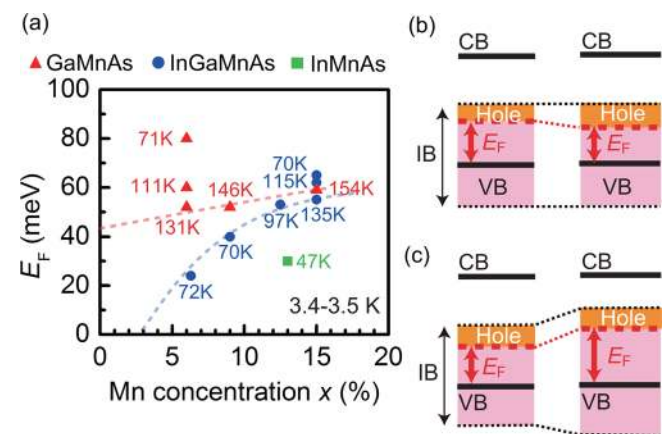 (a)
GaMnAs InGaMnAs InMnAs
100
80
60
40
20
0
E_F (meV)
71K
111K
131K
146K
70K
115K
154K
97K
135K
70K
72K
47K
3.4-3.5 K
0 5 10 15 20
Mn concentration x (%)
(b)
CB CB
Hole Hole
IB
E_F E_F
VB VB
(c)
CB CB
Hole Hole
IB
E_F E_F
VB VB